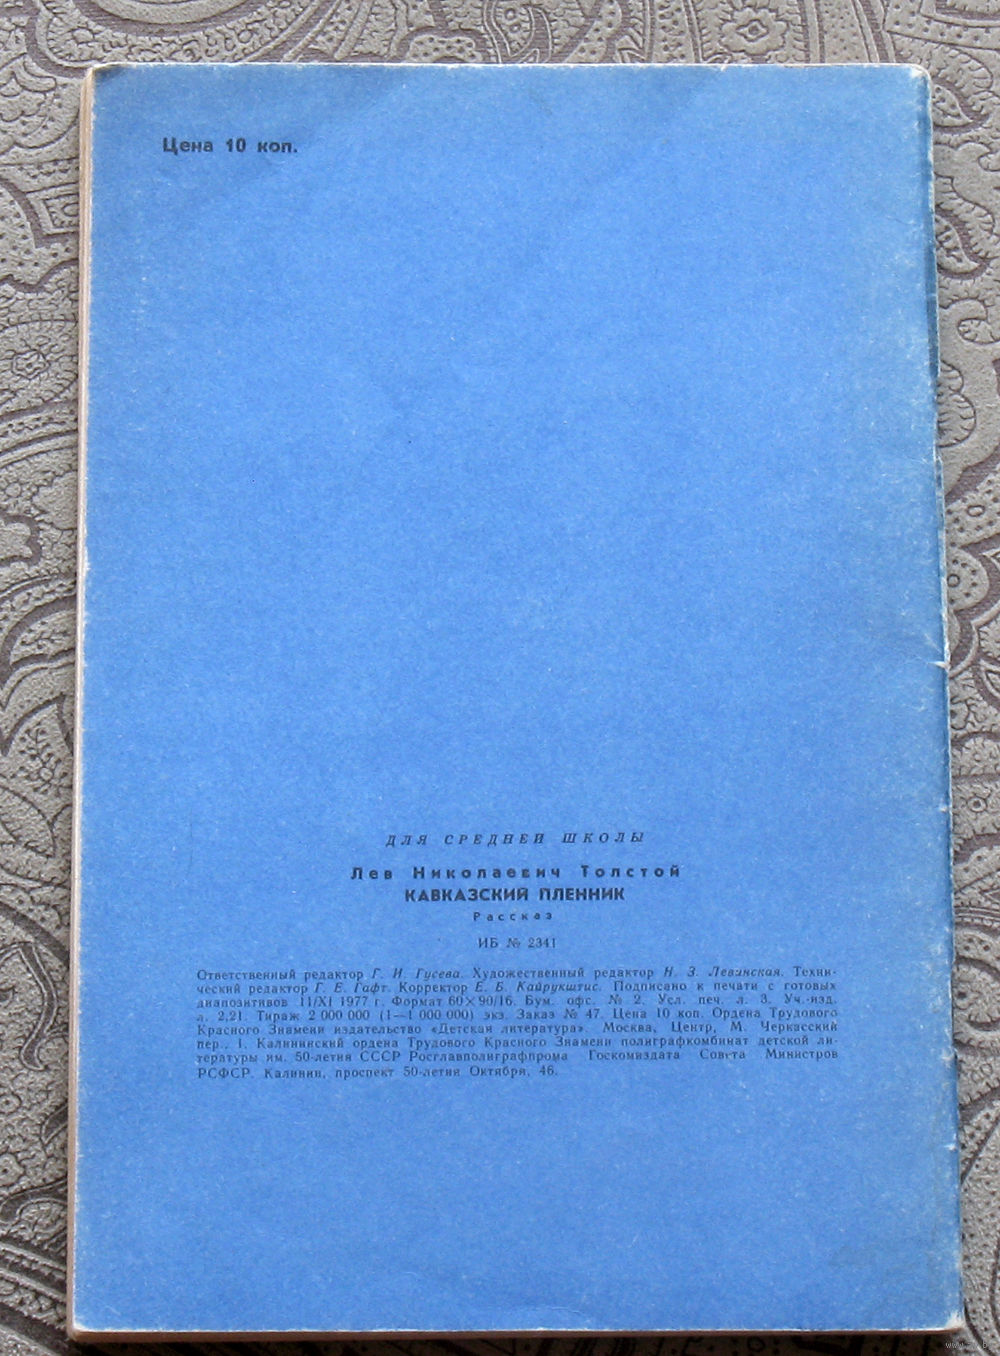 Цена 10 коп.
ДЛЯ СРЕДНЕЙ ШКОЛЫ
Лев Николаевич Толстой
КАВКАЗСКИЙ ПЛЕННИК
Рассказ
ИБ № 2341
Ответственный редактор Г. И. Гусева. Художественный редактор Н. З. Левинская. Техни-
ческий редактор Г. Е. Гафт. Корректор Е. Б. Кайрукштис. Подписано к печати с готовых
диапозитивов 11/XI 1977 г. Формат 60×90/16. Бум. офс. № 2. Усл. печ. л. 3. Уч.-изд.
л. 2,21. Тираж 2 000 000 (1—1 000 000) экз. Заказ № 47. Цена 10 коп. Ордена Трудового
Красного Знамени издательство «Детская литература». Москва, Центр, М. Черкасский
пер., 1. Калининский ордена Трудового Красного Знамени полиграфкомбинат детской ли-
тературы им. 50-летия СССР Росглавполиграфпрома Госкомиздата Совета Министров
РСФСР. Калинин, проспект 50-летия Октября, 46.